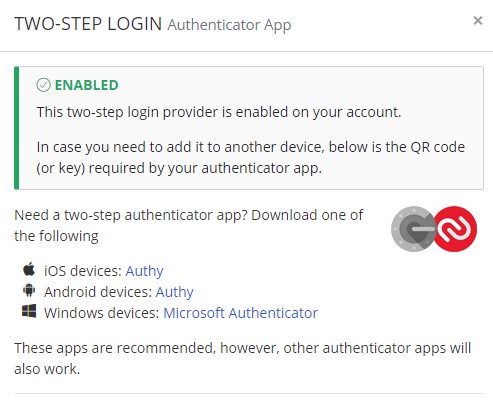 TWO-STEP LOGIN Authenticator App ×
ENABLED
This two-step login provider is enabled on your account.
In case you need to add it to another device, below is the QR code
(or key) required by your authenticator app.
Need a two-step authenticator app? Download one of
the following
iOS devices: Authy
Android devices: Authy
Windows devices: Microsoft Authenticator
These apps are recommended, however, other authenticator apps will
also work.